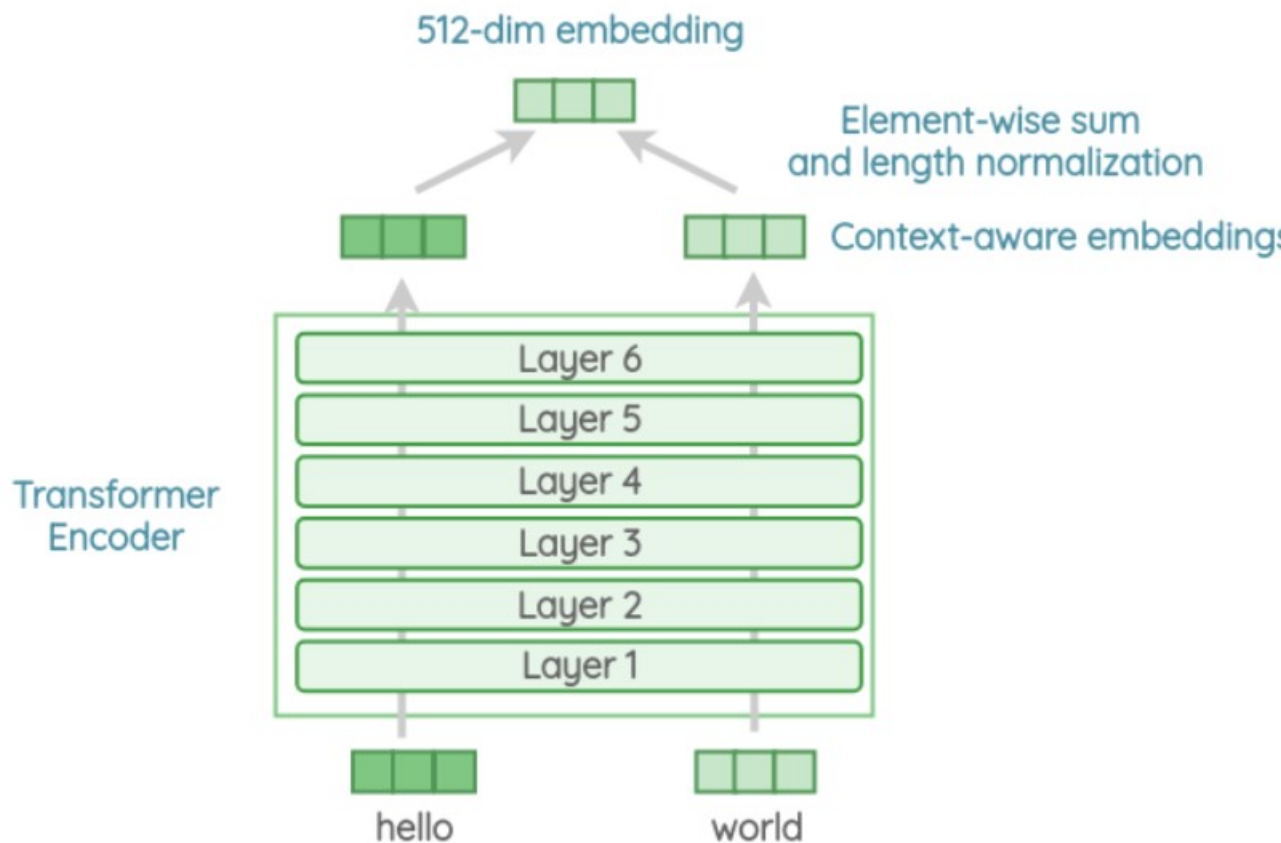 512-dim embedding
Element-wise sum
and length normalization
Context-aware embeddings
Layer 6
Layer 5
Layer 4
Transformer
Encoder
Layer 3
Layer 2
Layer 1
hello
world